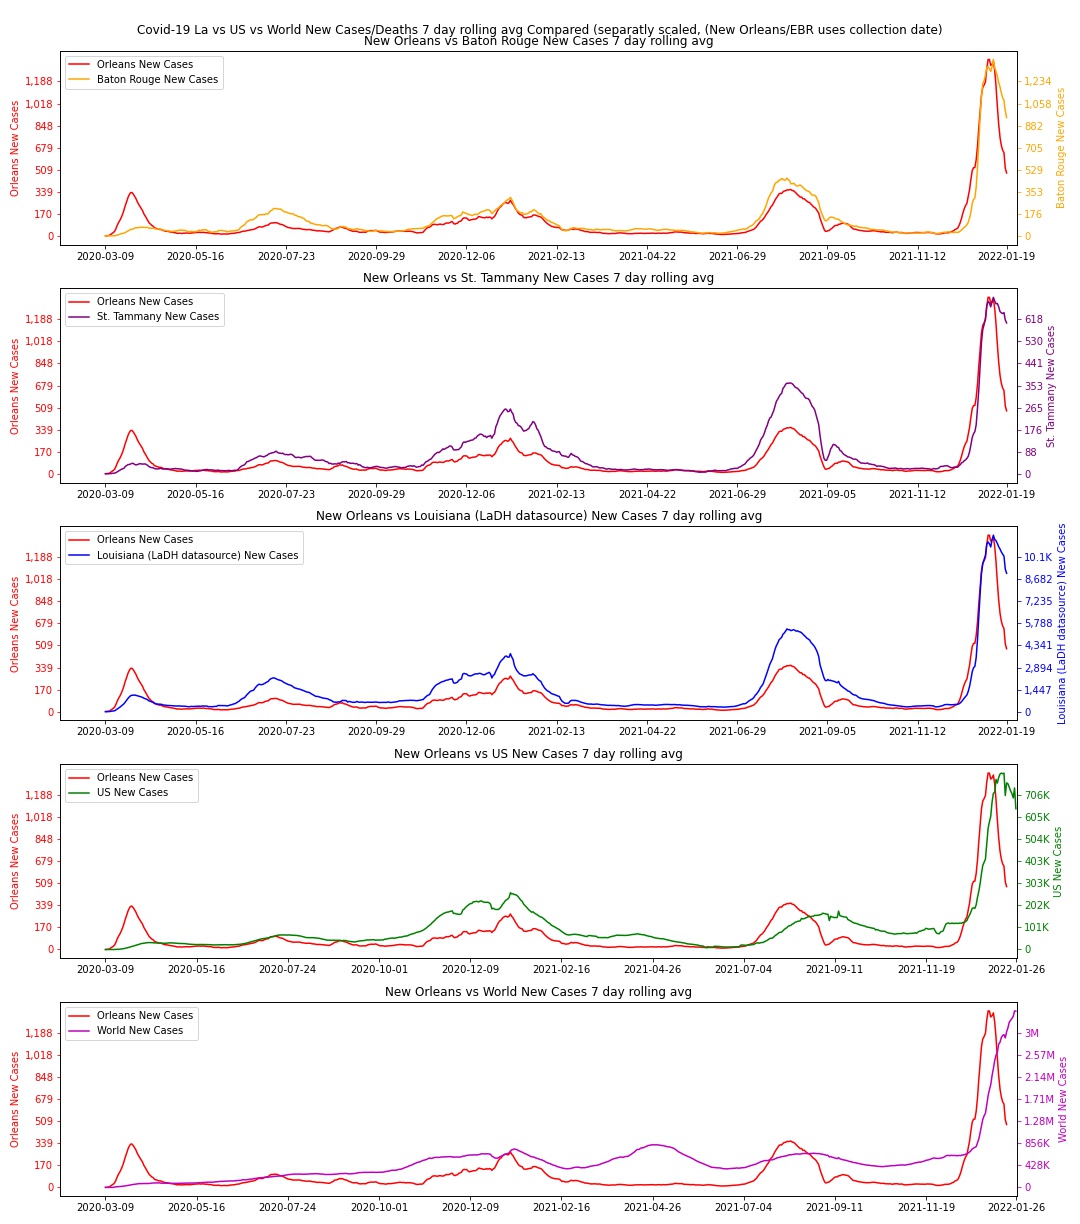 Covid-19 La vs US vs World New Cases/Deaths 7 day rolling avg Compared (separatly scaled, (New Orleans/EBR uses collection date)
New Orleans vs Baton Rouge New Cases 7 day rolling avg
Orleans New Cases
Baton Rouge New Cases
1,188
1,018
848
679
509
339
170
0
Orleans New Cases
1,234
1,058
882
705
529
353
176
0
Baton Rouge New Cases
2020-03-09 2020-05-16 2020-07-23 2020-09-29 2020-12-06 2021-02-13 2021-04-22 2021-06-29 2021-09-05 2021-11-12 2022-01-19
New Orleans vs St. Tammany New Cases 7 day rolling avg
Orleans New Cases
St. Tammany New Cases
1,188
1,018
848
679
509
339
170
0
Orleans New Cases
618
530
441
353
265
176
88
0
St. Tammany New Cases
2020-03-09 2020-05-16 2020-07-23 2020-09-29 2020-12-06 2021-02-13 2021-04-22 2021-06-29 2021-09-05 2021-11-12 2022-01-19
New Orleans vs Louisiana (LaDH datasource) New Cases 7 day rolling avg
Orleans New Cases
Louisiana (LaDH datasource) New Cases
1,188
1,018
848
679
509
339
170
0
Orleans New Cases
10.1K
8,682
7,235
5,788
4,341
2,894
1,447
0
Louisiana (LaDH datasource) New Cases
2020-03-09 2020-05-16 2020-07-23 2020-09-29 2020-12-06 2021-02-13 2021-04-22 2021-06-29 2021-09-05 2021-11-12 2022-01-19
New Orleans vs US New Cases 7 day rolling avg
Orleans New Cases
US New Cases
1,188
1,018
848
679
509
339
170
0
Orleans New Cases
706K
605K
504K
403K
303K
202K
101K
0
US New Cases
2020-03-09 2020-05-16 2020-07-24 2020-10-01 2020-12-09 2021-02-16 2021-04-26 2021-07-04 2021-09-11 2021-11-19 2022-01-26
New Orleans vs World New Cases 7 day rolling avg
Orleans New Cases
World New Cases
1,188
1,018
848
679
509
339
170
0
Orleans New Cases
3M
2.57M
2.14M
1.71M
1.28M
856K
428K
0
World New Cases
2020-03-09 2020-05-16 2020-07-24 2020-10-01 2020-12-09 2021-02-16 2021-04-26 2021-07-04 2021-09-11 2021-11-19 2022-01-26